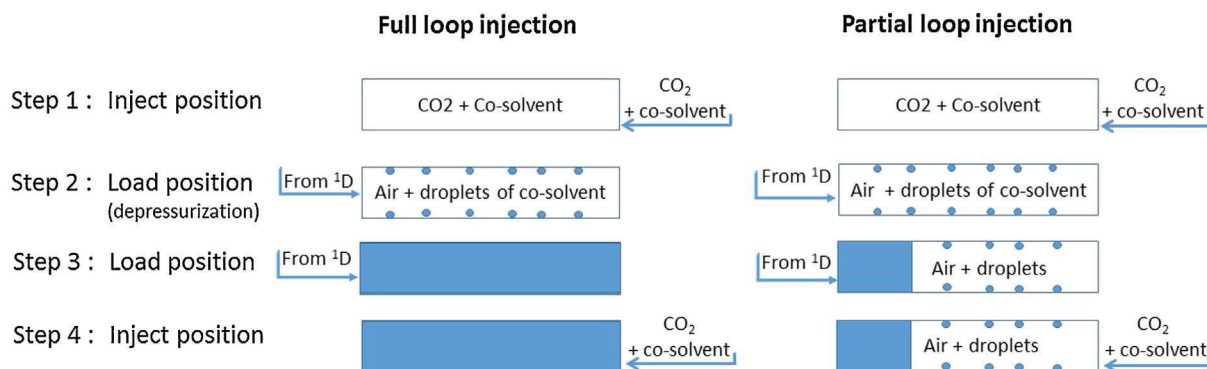 Full loop injection
Partial loop injection
Step 1 : Inject position
CO2 + Co-solvent
CO₂
+ co-solvent
CO2 + Co-solvent
CO₂
+ co-solvent
Step 2 : Load position
(depressurization)
From ¹D
Air + droplets of co-solvent
From ¹D
Air + droplets of co-solvent
Step 3 : Load position
From ¹D
From ¹D
Air + droplets
Step 4 : Inject position
CO₂
+ co-solvent
Air + droplets
CO₂
+ co-solvent